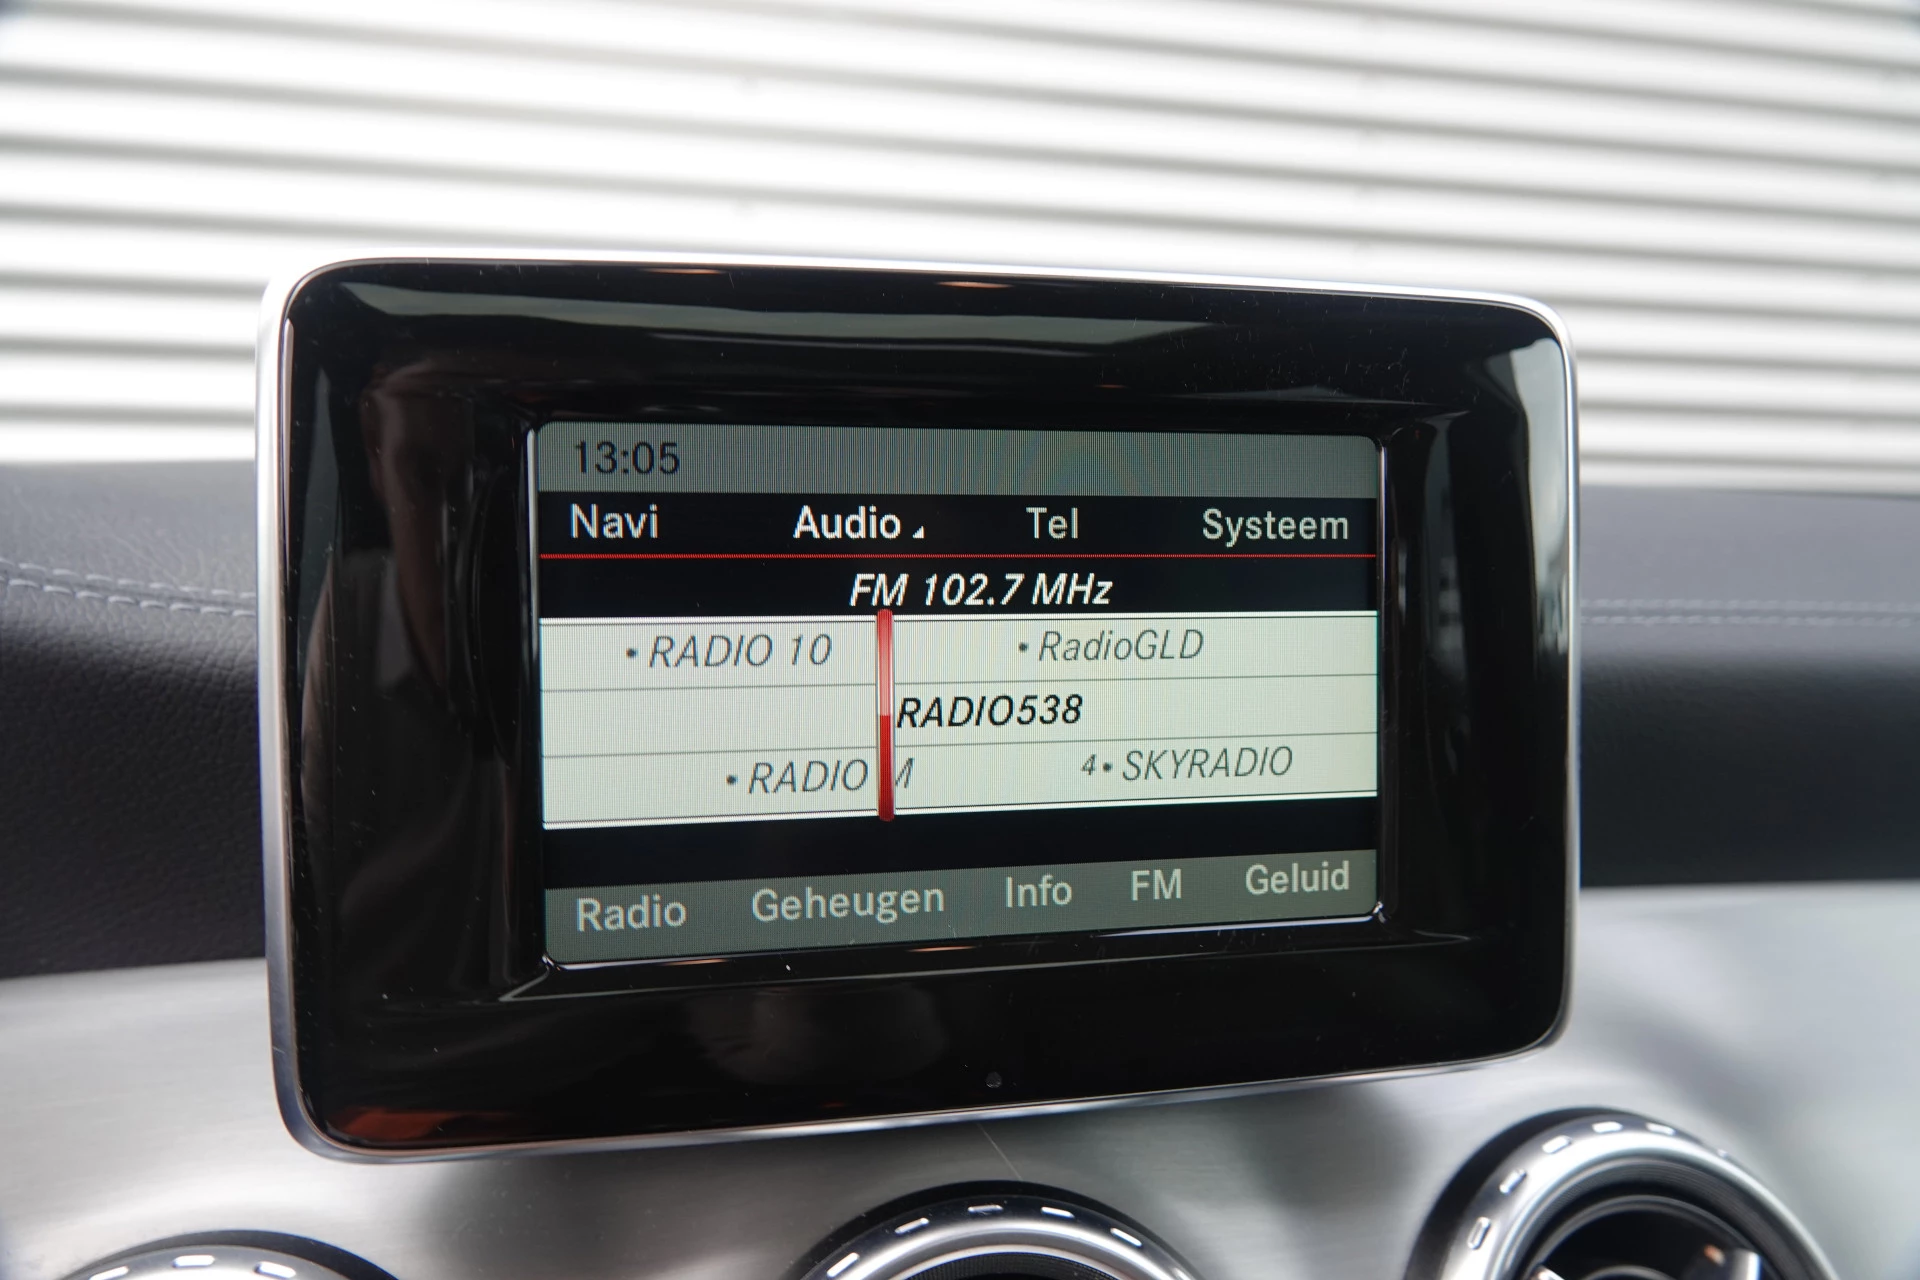 13:05
Navi Audio Tel Systeem
FM 102.7 MHz
• RADIO 10 • RadioGLD
RADIO538
• RADIO M 4• SKYRADIO
Radio Geheugen Info FM Geluid